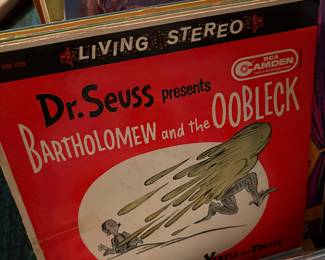 LIVING STEREO
RCA
CAMDEN
Dr. Seuss presents
BARTHOLOMEW and the OOBLECK